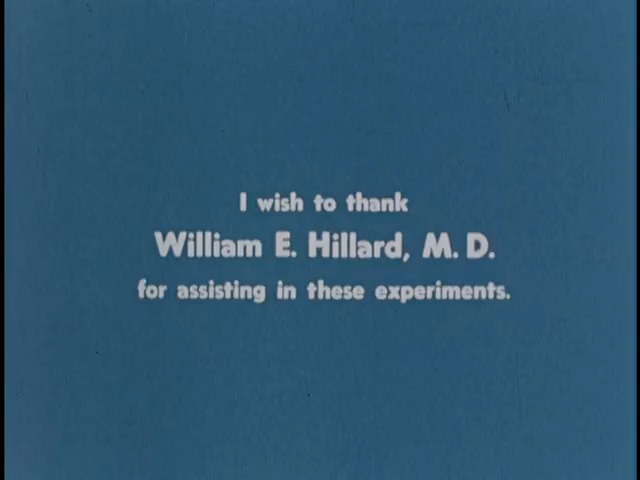 I wish to thank
William E. Hillard, M. D.
for assisting in these experiments.